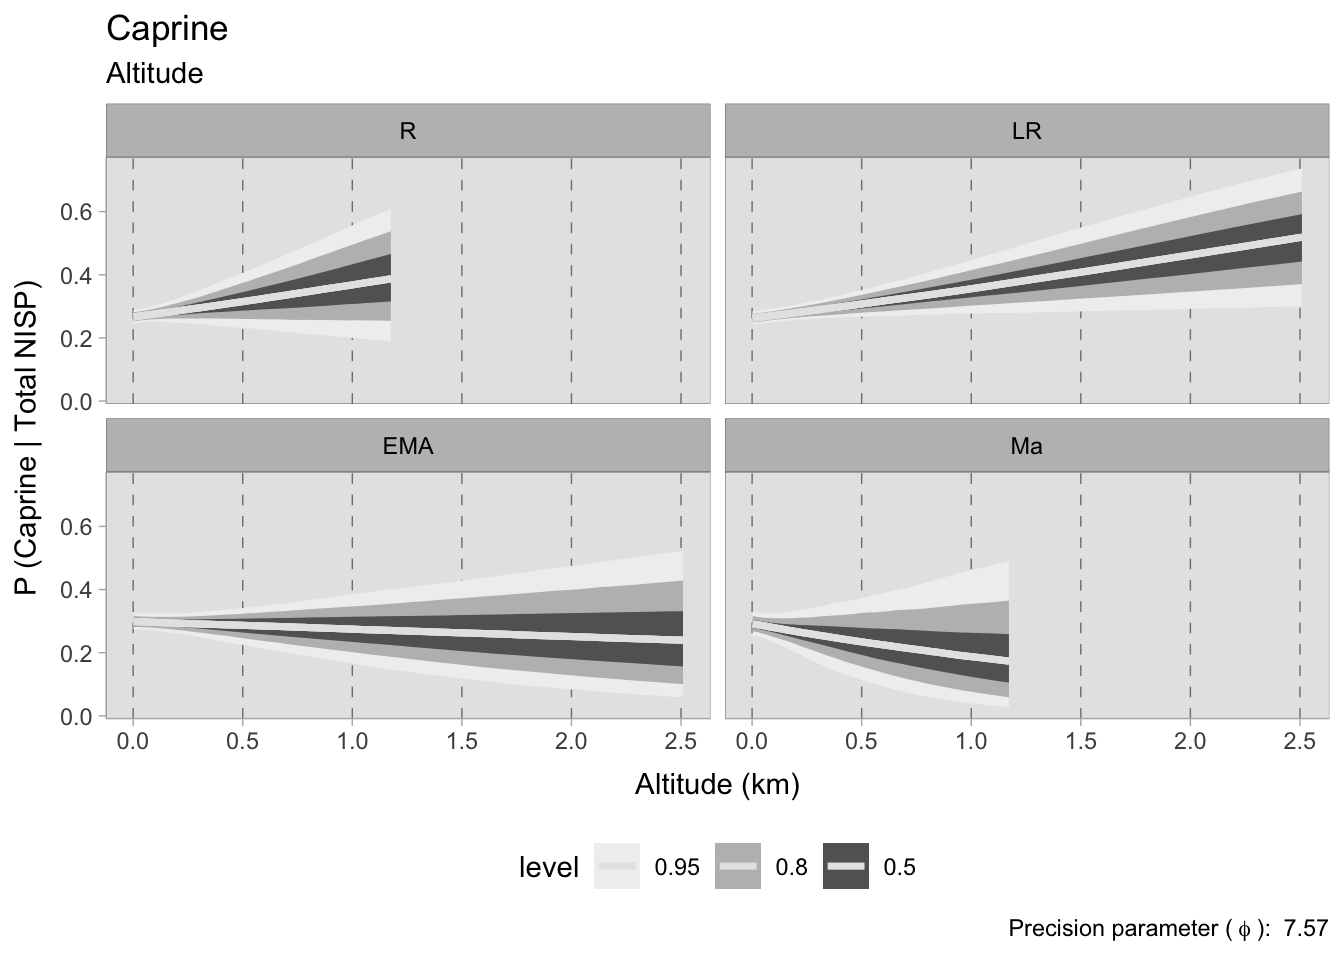 Caprine
Altitude
R
LR
0.6
0.4
0.2
0.0
EMA
Ma
0.6
0.4
0.2
0.0
P (Caprine | Total NISP)
0.0 0.5 1.0 1.5 2.0 2.5
0.0 0.5 1.0 1.5 2.0 2.5
Altitude (km)
level 0.95 0.8 0.5
Precision parameter ( ϕ ): 7.57